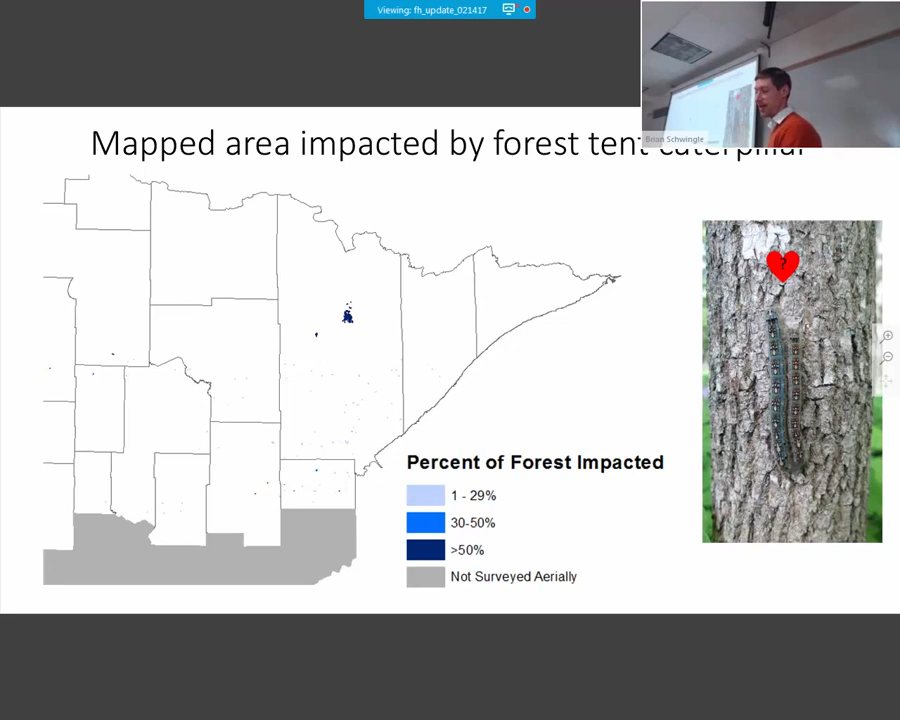 Viewing: fh_update_021417
Brian Schwingle
Mapped area impacted by forest tent caterpillar
?
Percent of Forest Impacted
1 - 29%
30-50%
>50%
Not Surveyed Aerially